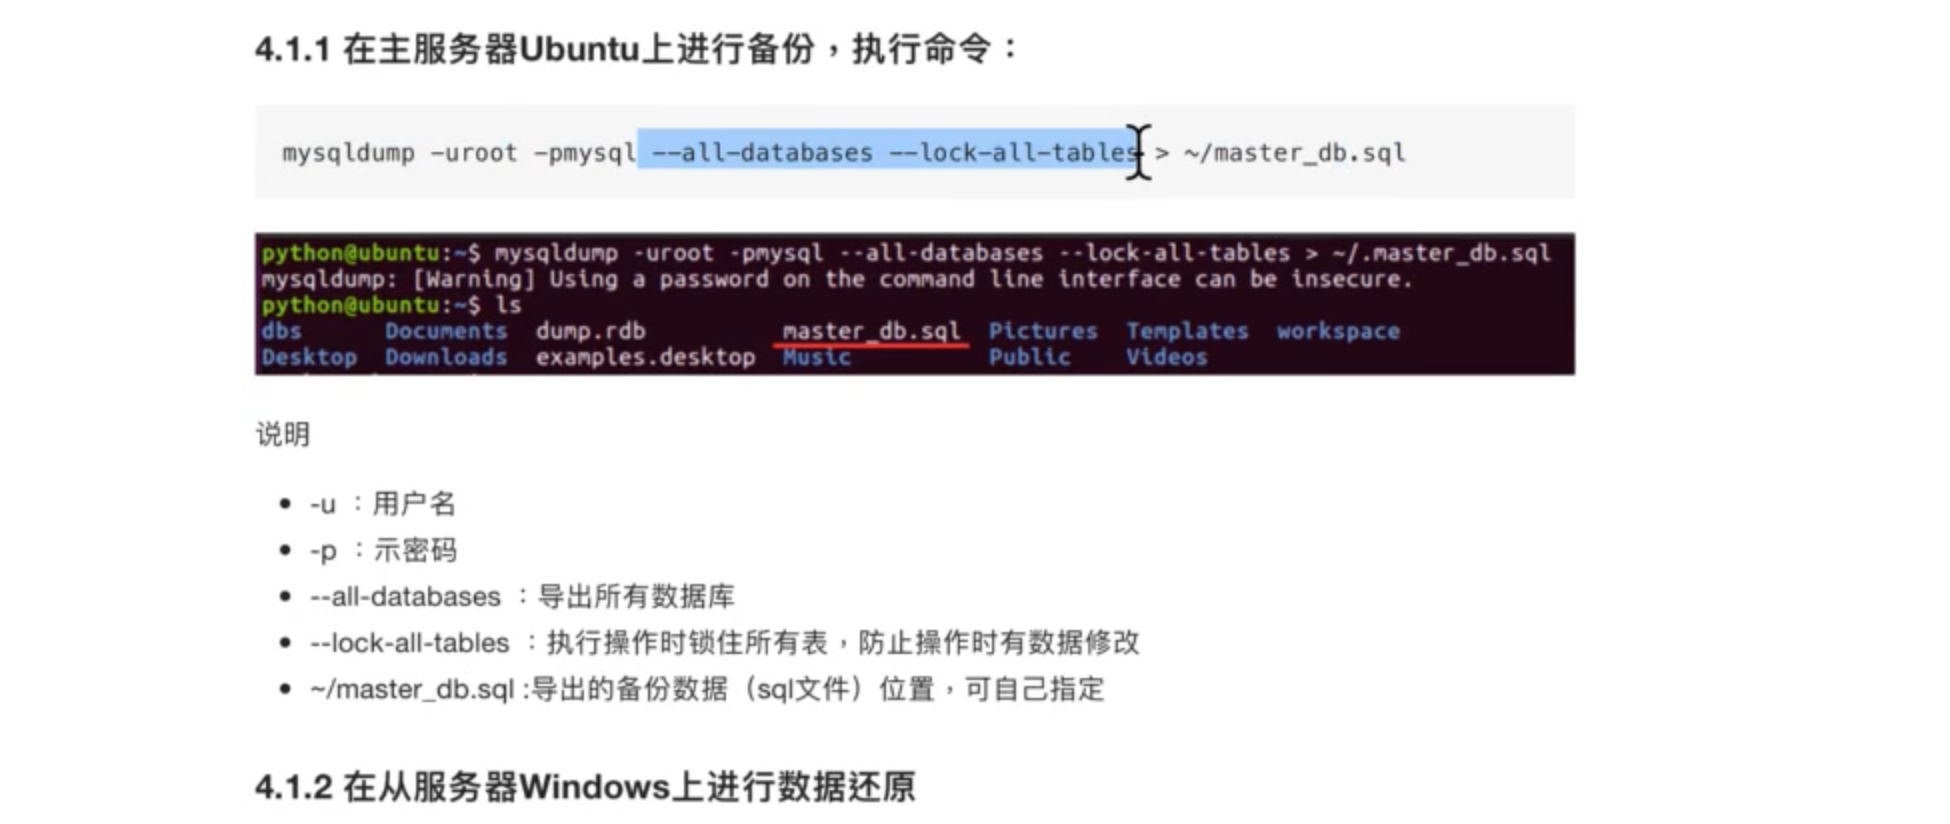 4.1.1 在主服务器Ubuntu上进行备份，执行命令：
mysqldump -uroot -pmysql --all-databases --lock-all-tables > ~/master_db.sql
python@ubuntu:~$ mysqldump -uroot -pmysql --all-databases --lock-all-tables > ~/.master_db.sql
mysqldump: [Warning] Using a password on the command line interface can be insecure.
python@ubuntu:~$ ls
dbs Documents dump.rdb master_db.sql Pictures Templates workspace
Desktop Downloads examples.desktop Music Public Videos
说明
-u ：用户名
-p ：示密码
--all-databases ：导出所有数据库
--lock-all-tables ：执行操作时锁住所有表，防止操作时有数据修改
~/master_db.sql :导出的备份数据（sql文件）位置，可自己指定
4.1.2 在从服务器Windows上进行数据还原